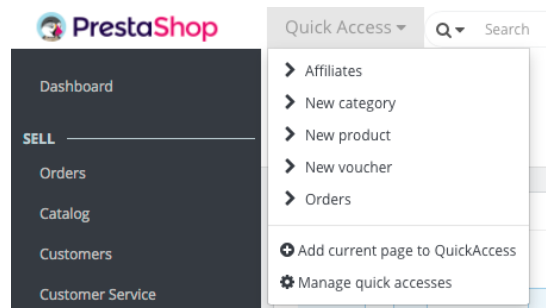 PrestaShop
Quick Access
Search
Dashboard
SELL
Orders
Catalog
Customers
Customer Service
Affiliates
New category
New product
New voucher
Orders
Add current page to QuickAccess
Manage quick accesses